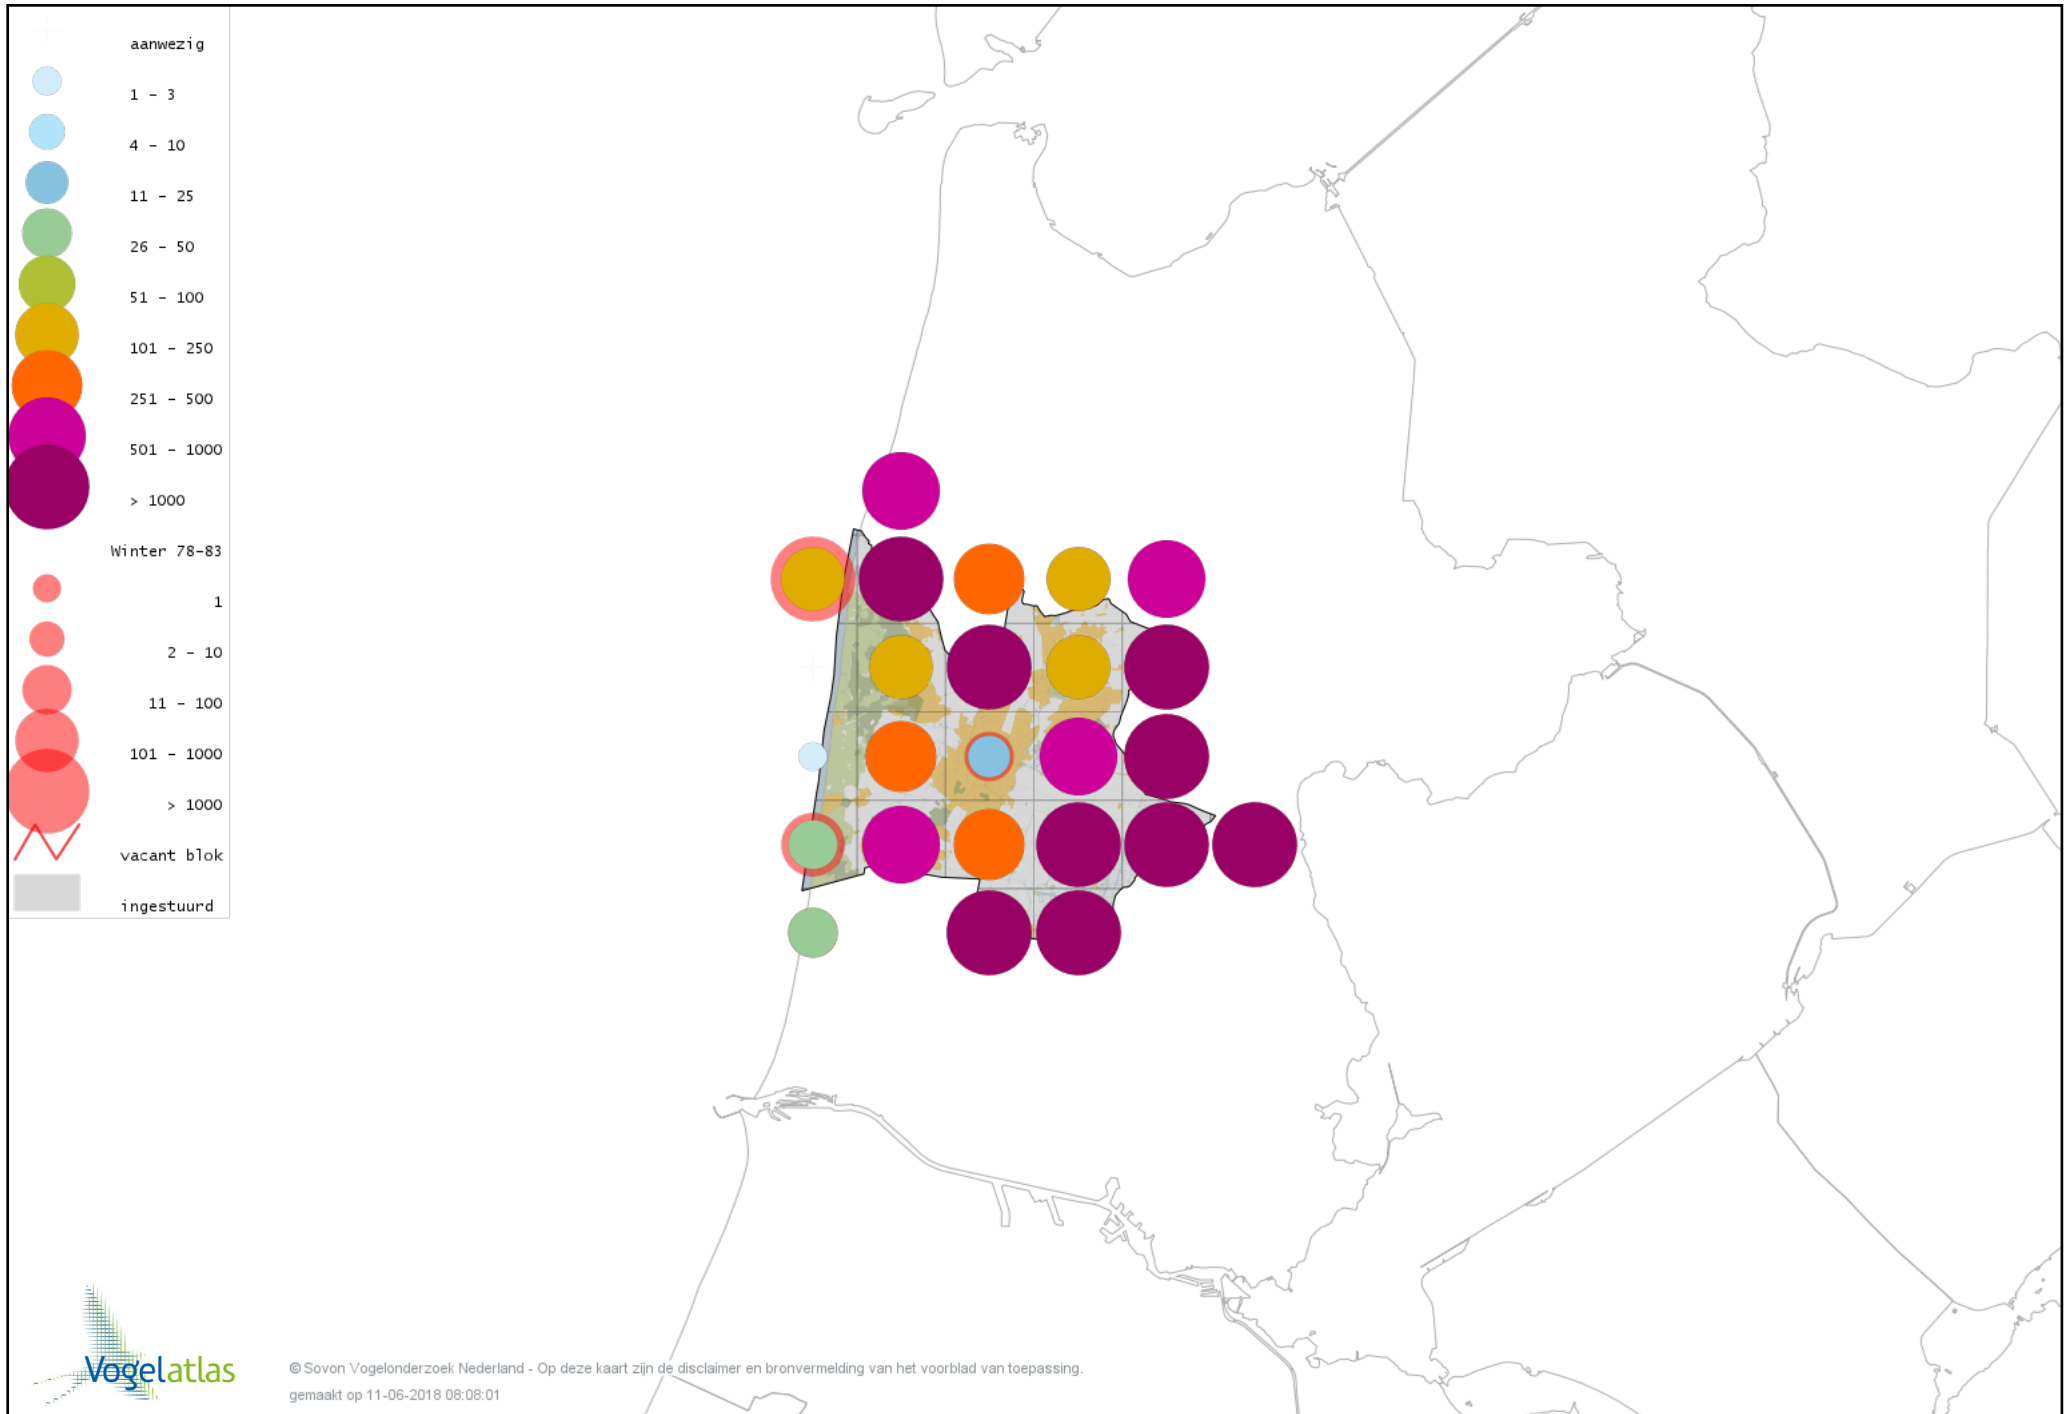 aanwezig
1 - 3
4 - 10
11 - 25
26 - 50
51 - 100
101 - 250
251 - 500
501 - 1000
> 1000
Winter 78-83
1
2 - 10
11 - 100
101 - 1000
> 1000
vacant blok
ingestuurd
Vogelatlas
© Sovon Vogelonderzoek Nederland - Op deze kaart zijn de disclaimer en bronvermelding van het voorblad van toepassing.
gemaakt op 11-06-2018 08:08:01